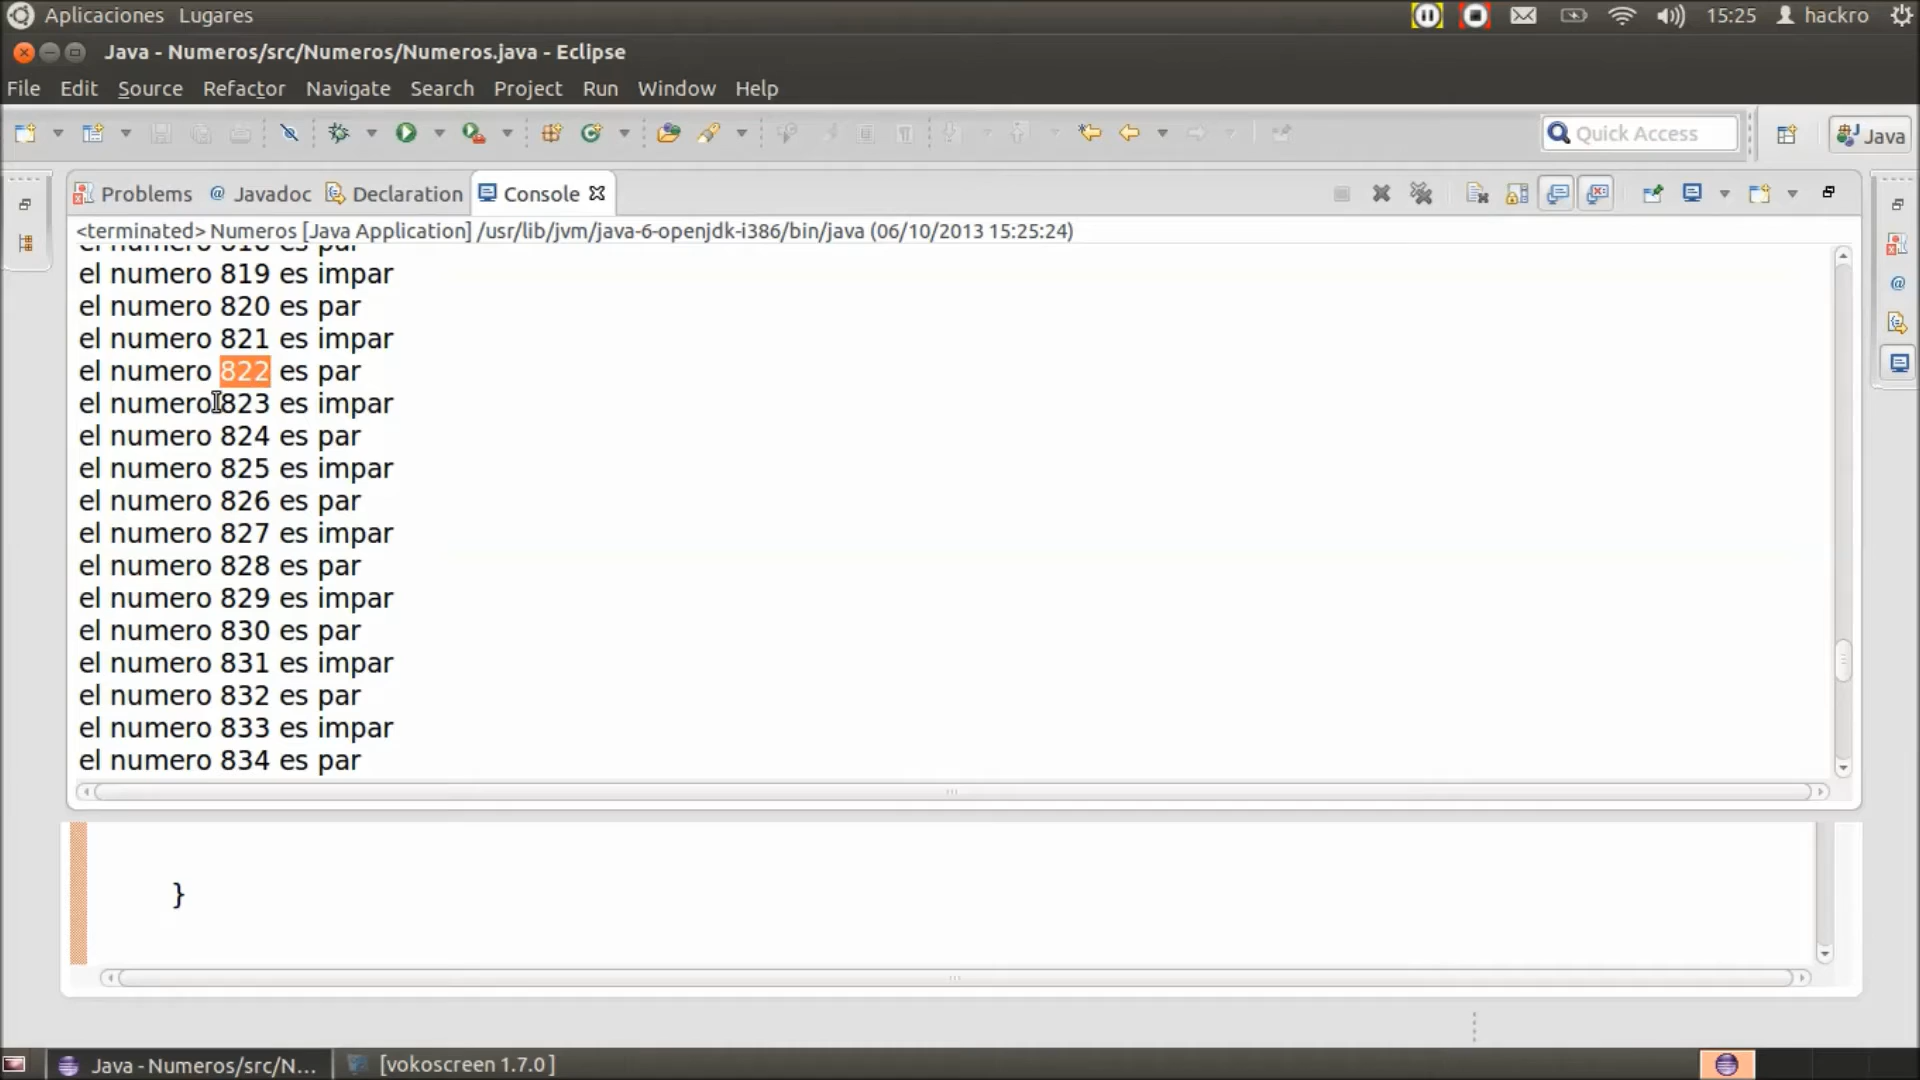 Aplicaciones Lugares 15:25 hackro
Java - Numeros/src/Numeros/Numeros.java - Eclipse
File Edit Source Refactor Navigate Search Project Run Window Help
Quick Access Java
Problems @ Javadoc Declaration Console
<terminated> Numeros [Java Application] /usr/lib/jvm/java-6-openjdk-i386/bin/java (06/10/2013 15:25:24)
el numero 818 es par
el numero 819 es impar
el numero 820 es par
el numero 821 es impar
el numero 822 es par
el numero 823 es impar
el numero 824 es par
el numero 825 es impar
el numero 826 es par
el numero 827 es impar
el numero 828 es par
el numero 829 es impar
el numero 830 es par
el numero 831 es impar
el numero 832 es par
el numero 833 es impar
el numero 834 es par
}
Java - Numeros/src/N... [vokoscreen 1.7.0]